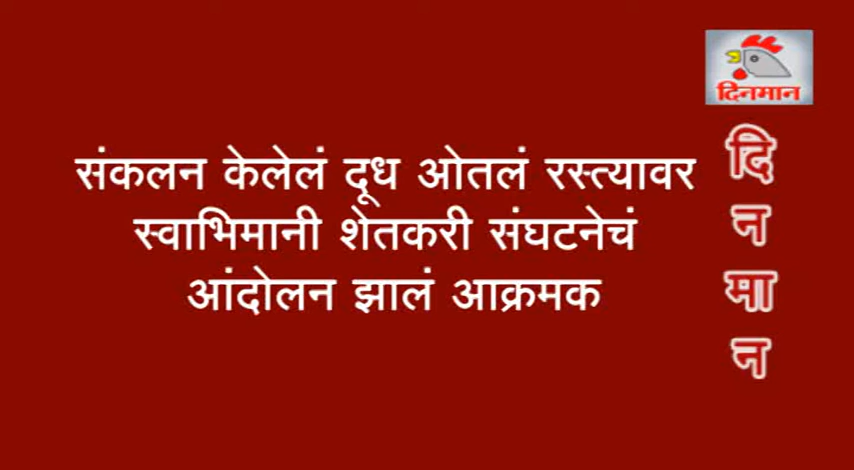 दिनमान
संकलन केलेलं दूध ओतलं रस्त्यावर
स्वाभिमानी शेतकरी संघटनेचं
आंदोलन झालं आक्रमक
दि
न
मा
न